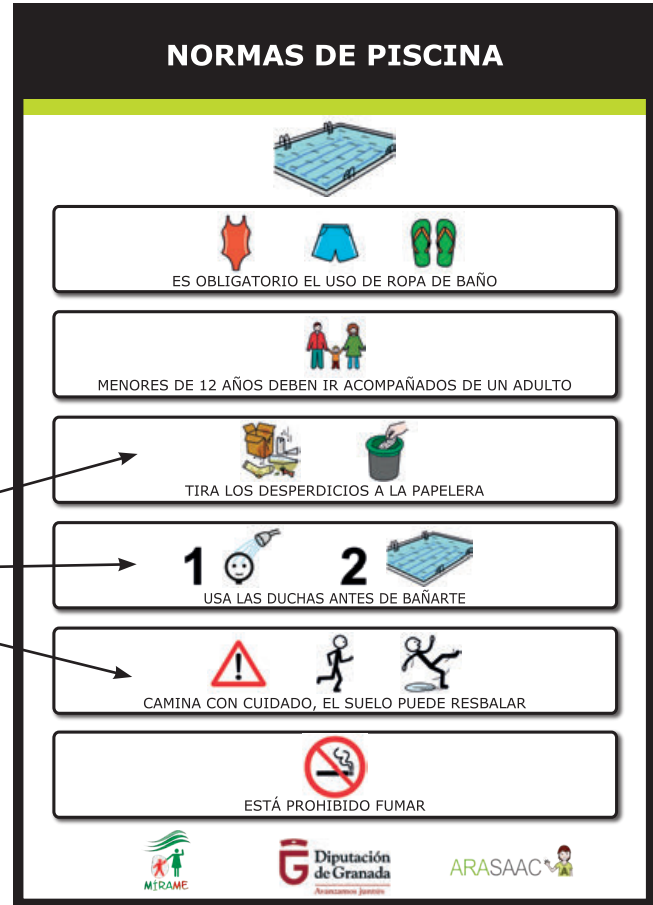 NORMAS DE PISCINA
ES OBLIGATORIO EL USO DE ROPA DE BAÑO
MENORES DE 12 AÑOS DEBEN IR ACOMPAÑADOS DE UN ADULTO
TIRA LOS DESPERDICIOS A LA PAPELERA
1 2
USA LAS DUCHAS ANTES DE BAÑARTE
CAMINA CON CUIDADO, EL SUELO PUEDE RESBALAR
ESTÁ PROHIBIDO FUMAR
MÍRAME
Diputación
de Granada
Avanzamos juntos
ARASAAC
A